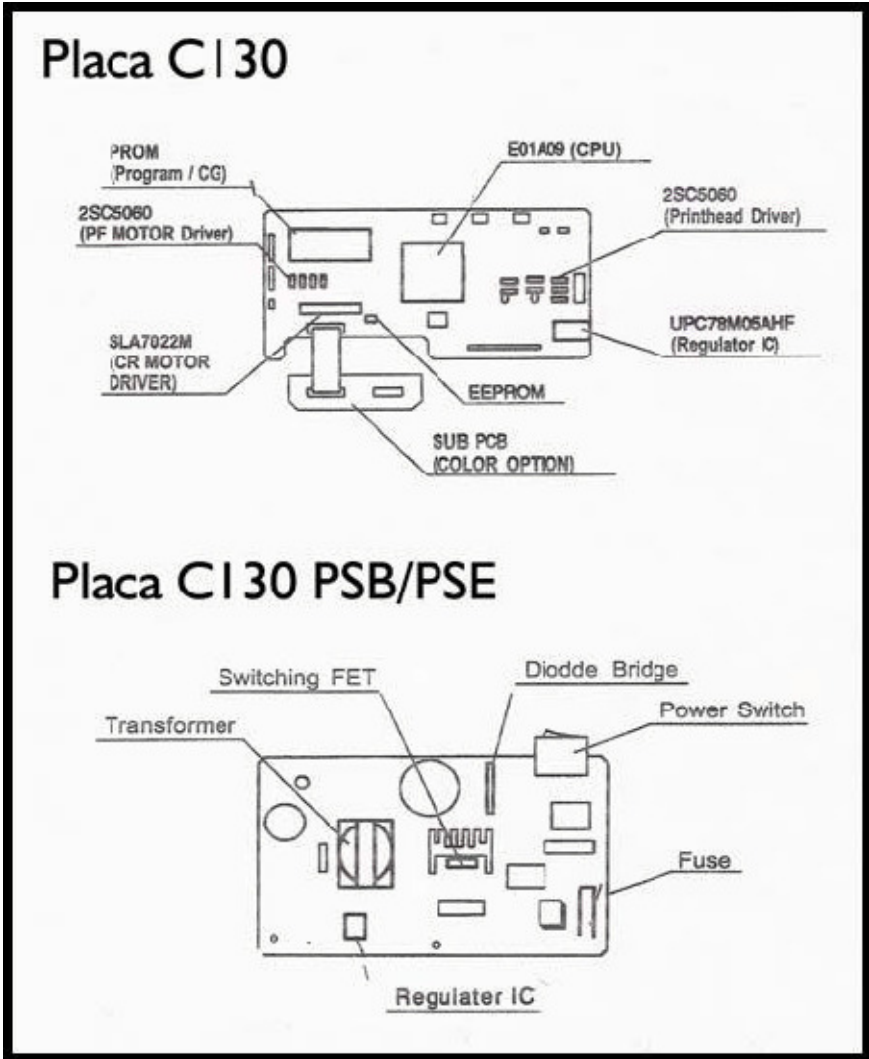 Placa C130
PROM
(Program / CG)
E01A09 (CPU)
2SC5060
(PF MOTOR Driver)
2SC5060
(Printhead Driver)
SLA7022M
(CR MOTOR
DRIVER)
UPC78M05AHF
(Regulator IC)
EEPROM
SUB PCB
(COLOR OPTION)
Placa C130 PSB/PSE
Switching FET
Diodde Bridge
Transformer
Power Switch
Fuse
Regulater IC